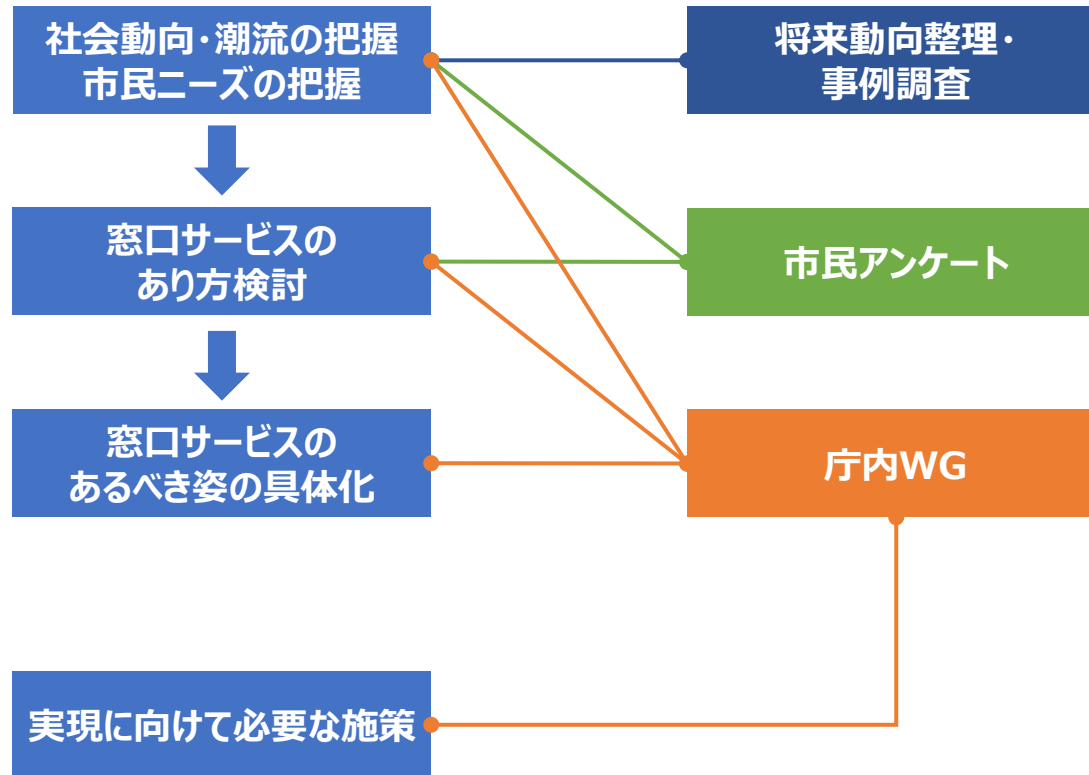 社会動向・潮流の把握
市民ニーズの把握
将来動向整理・
事例調査
窓口サービスの
あり方検討
市民アンケート
窓口サービスの
あるべき姿の具体化
庁内WG
実現に向けて必要な施策